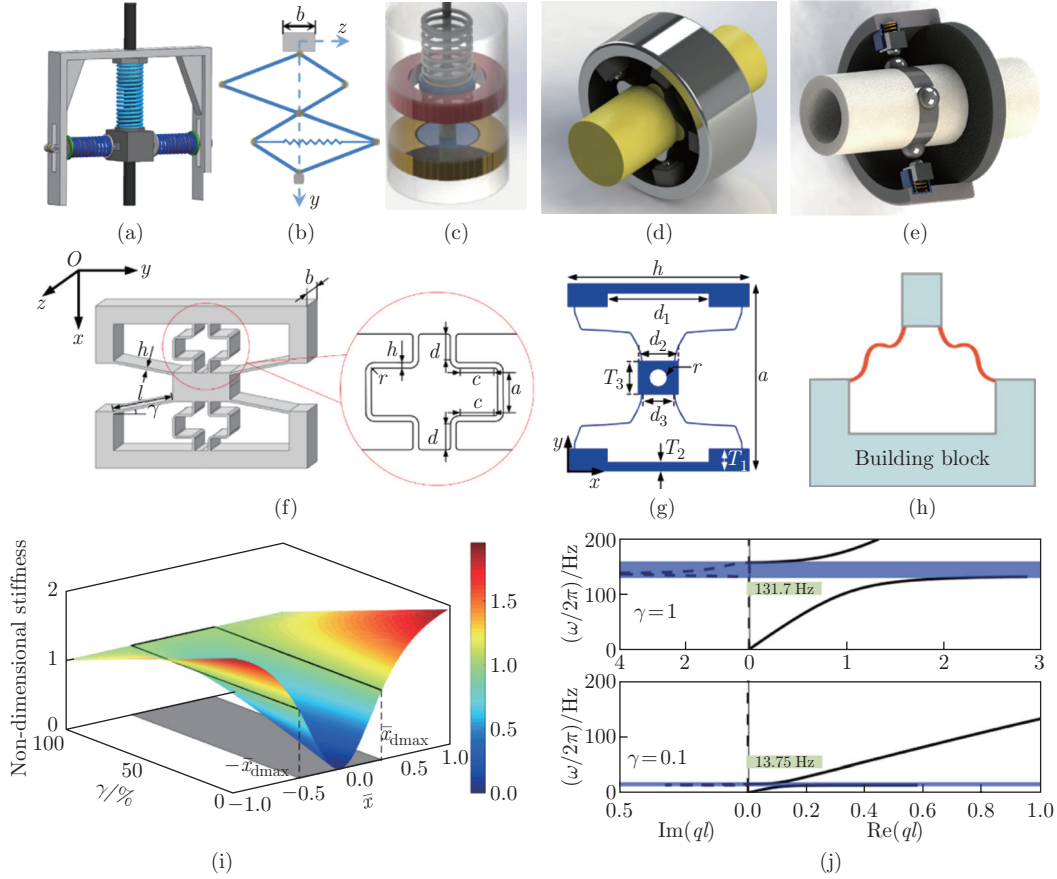 b
z
y
(a)
(b)
(c)
(d)
(e)
O
y
z
x
b
h
l
γ
h
d
r
c
a
c
d
(f)
h
d₁
d₂
r
T₃
a
d₃
y
T₂
T₁
x
(g)
Building block
(h)
Non-dimensional stiffness
2
1
0
100
50
0
γ/%
−1.0
−0.5
0.0
0.5
1.0
x̄
−x̄dmax
x̄dmax
1.5
1.0
0.5
0.0
(i)
(ω/2π)/Hz
200
100
0
131.7 Hz
γ=1
4
2
0
1
2
3
(ω/2π)/Hz
200
100
0
13.75 Hz
γ=0.1
0.5
0.0
0.2
0.4
0.6
0.8
1.0
Im(ql)
Re(ql)
(j)